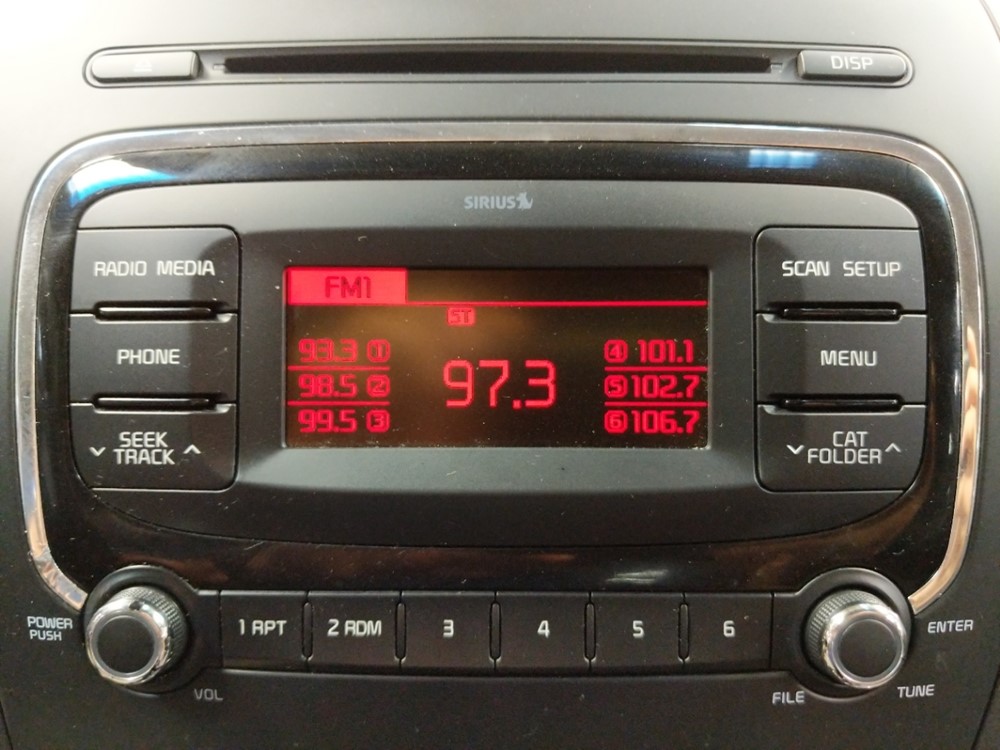 DISP
SIRIUS
RADIO MEDIA
SCAN SETUP
FM1
ST
PHONE
MENU
93.3 1
98.5 2
99.5 3
97.3
4 101.1
5 102.7
6 106.7
SEEK
TRACK
CAT
FOLDER
POWER
PUSH
1 RPT
2 RDM
3
4
5
6
ENTER
VOL
FILE
TUNE